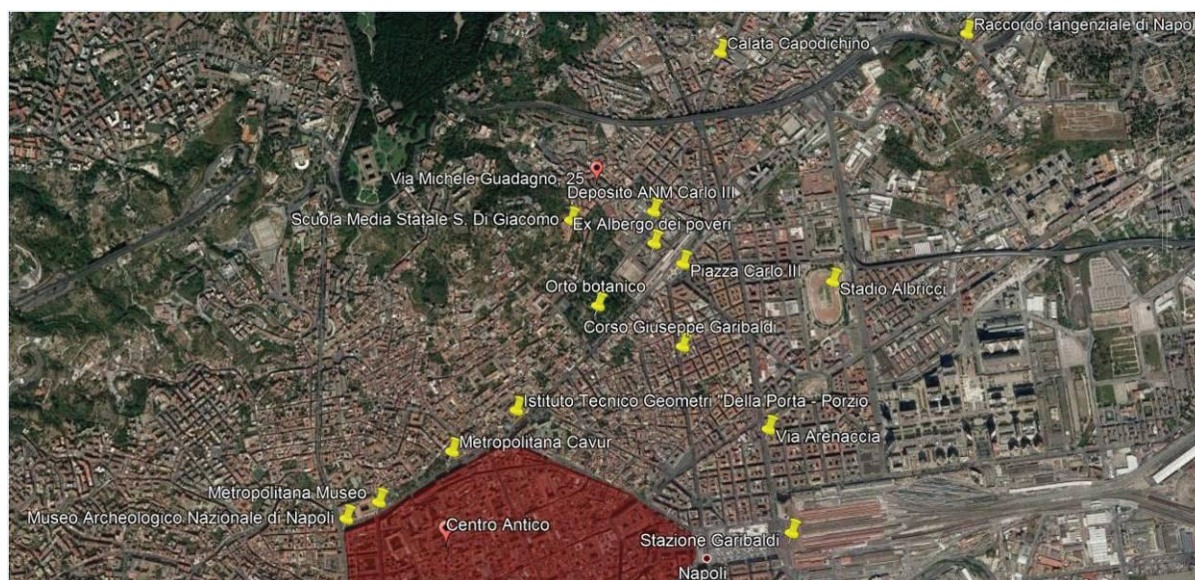 Raccordo tangenziale di Napol
Calata Capodichino
Via Michele Guadagno, 25
Deposito ANM Carlo III
Scuola Media Statale S. Di Giacomo
Ex Albergo dei poveri
Piazza Carlo III
Stadio Albricci
Orto botanico
Corso Giuseppe Garibaldi
Istituto Tecnico Geometri "Della Porta - Porzio
Via Arenaccia
Metropolitana Cavur
Metropolitana Museo
Museo Archeologico Nazionale di Napoli
Centro Antico
Stazione Garibaldi
Napoli